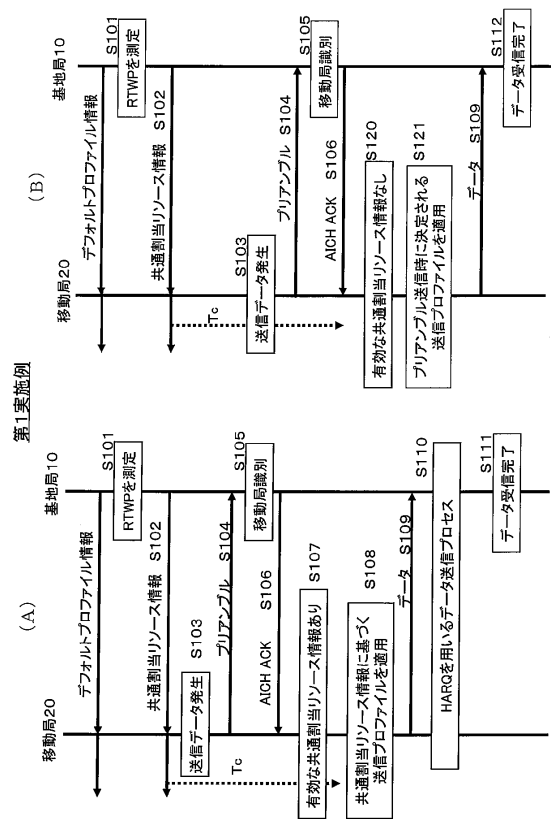 第1実施例
(A)
移動局20
基地局10
デフォルトプロファイル情報
S101
RTWPを測定
共通割当リソース情報 S102
S103
送信データ発生
プリアンブル S104
S105
移動局識別
Tc
AICH ACK S106
S107
有効な共通割当リソース情報あり
S108
共通割当リソース情報に基づく
送信プロファイルを適用
データ S109
S110
HARQを用いるデータ送信プロセス
S111
データ受信完了
(B)
移動局20
基地局10
デフォルトプロファイル情報
S101
RTWPを測定
共通割当リソース情報 S102
Tc
S103
送信データ発生
プリアンブル S104
S105
移動局識別
AICH ACK S106
S120
有効な共通割当リソース情報なし
S121
プリアンブル送信時に決定される
送信プロファイルを適用
データ S109
S112
データ受信完了